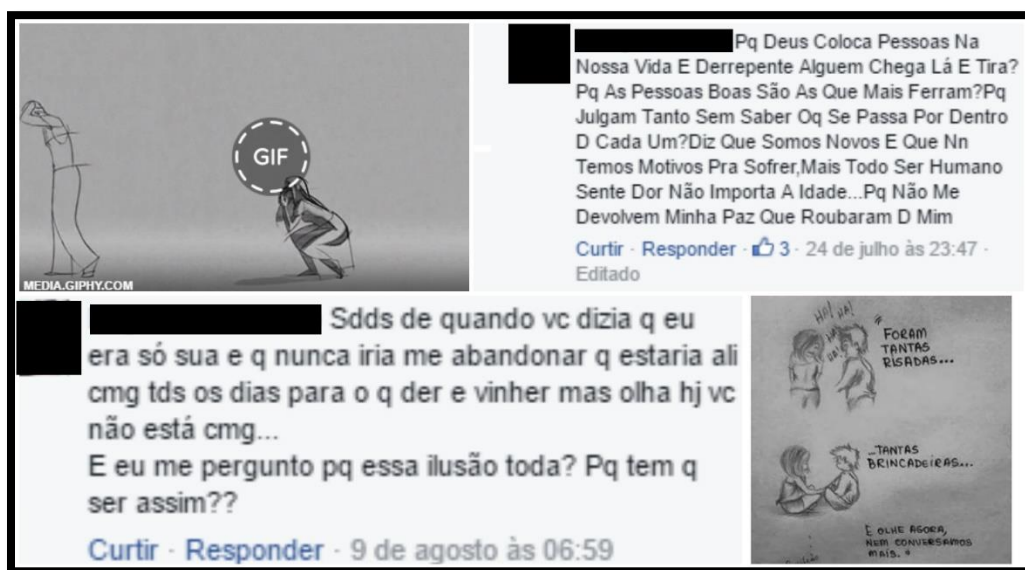 GIF
MEDIA.GIPHY.COM
Pq Deus Coloca Pessoas Na
Nossa Vida E Derrepente Alguem Chega Lá E Tira?
Pq As Pessoas Boas São As Que Mais Ferram?Pq
Julgam Tanto Sem Saber Oq Se Passa Por Dentro
D Cada Um?Diz Que Somos Novos E Que Nn
Temos Motivos Pra Sofrer,Mais Todo Ser Humano
Sente Dor Não Importa A Idade...Pq Não Me
Devolvem Minha Paz Que Roubaram D Mim
Curtir · Responder · 3 · 24 de julho às 23:47 ·
Editado
Sdds de quando vc dizia q eu
era só sua e q nunca iria me abandonar q estaria ali
cmg tds os dias para o q der e vinher mas olha hj vc
não está cmg...
E eu me pergunto pq essa ilusão toda? Pq tem q
ser assim??
Curtir · Responder · 9 de agosto às 06:59
HA! HA!
HA!
HA!
"FORAM
TANTAS
RISADAS...
...TANTAS
BRINCADEIRAS...
E OLHE AGORA,
NEM CONVERSAMOS
MAIS."